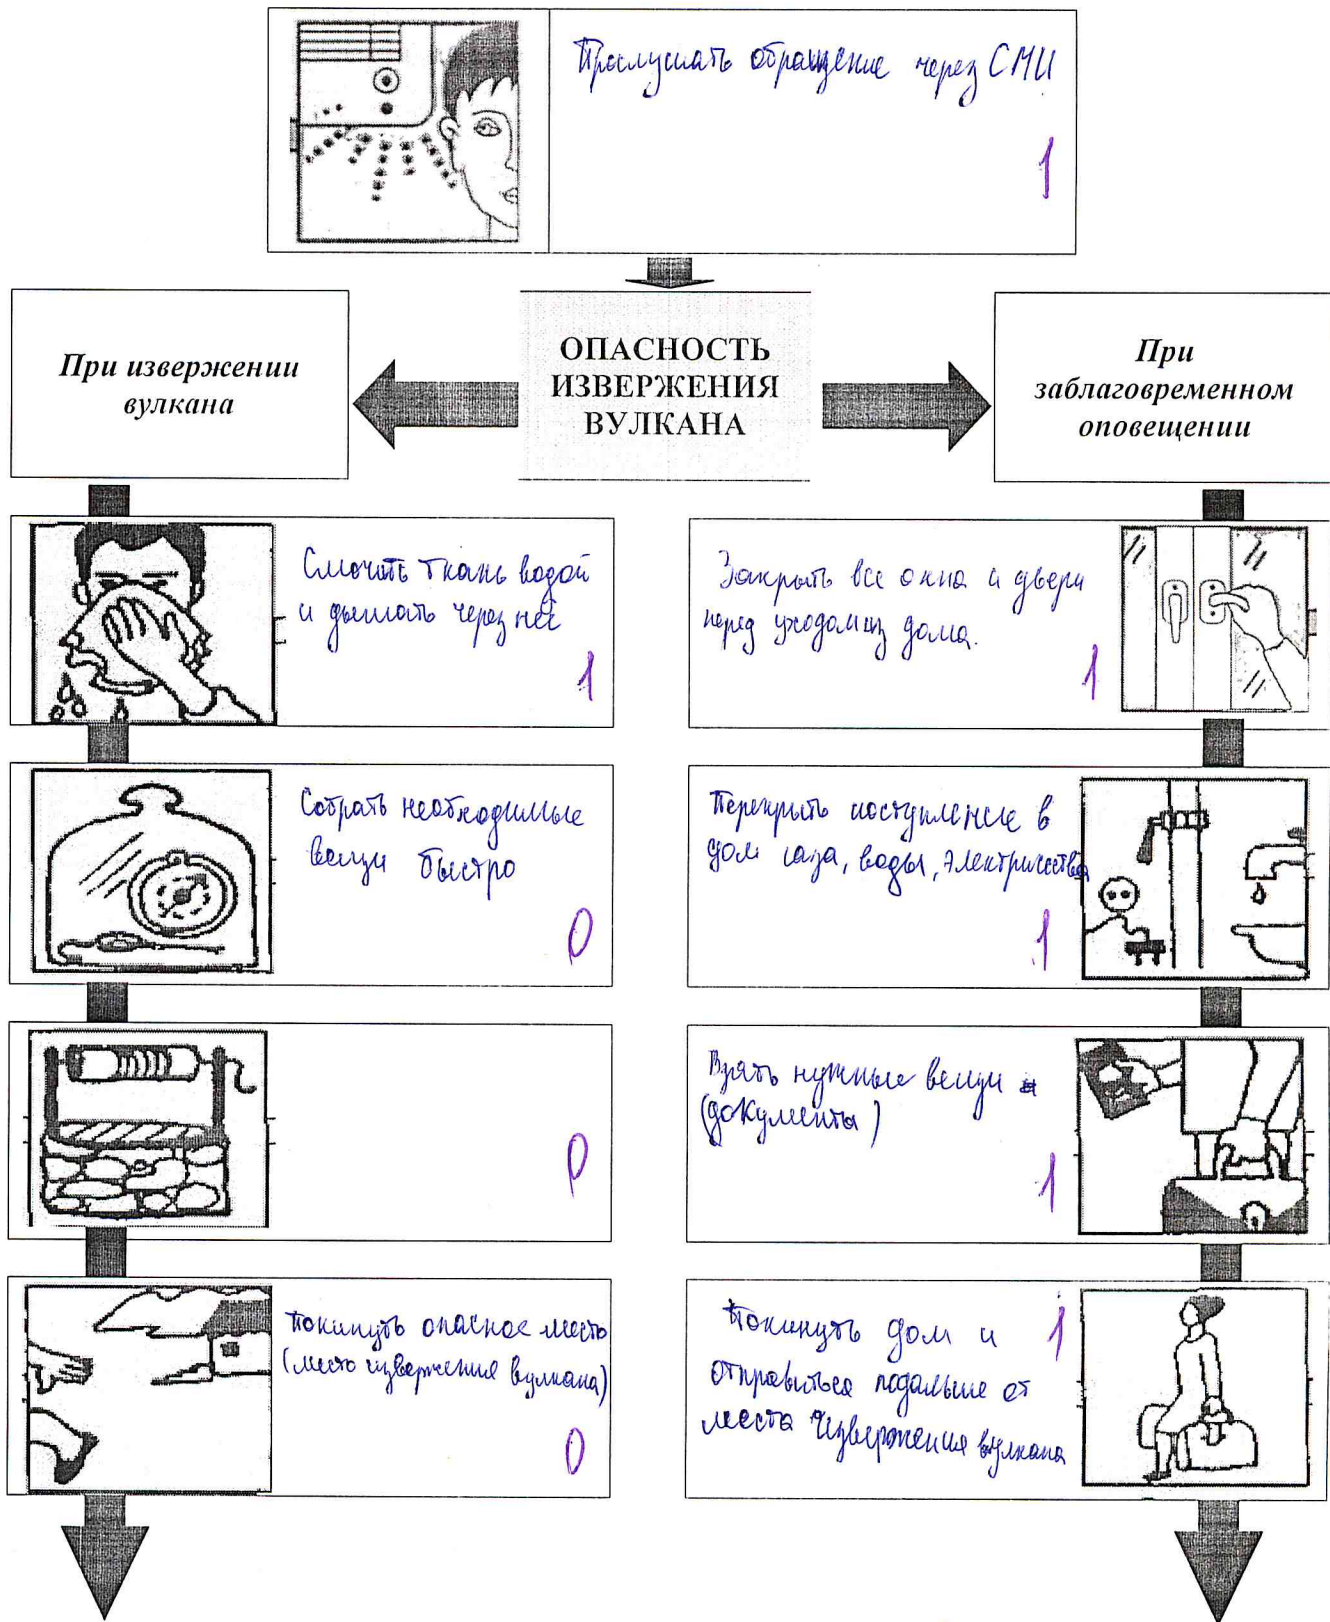 Прослушать обращение через СМИ
1
При извержении
вулкана
ОПАСНОСТЬ
ИЗВЕРЖЕНИЯ
ВУЛКАНА
При
заблаговременном
оповещении
Смочить ткань водой
и дышать через неё
1
Собрать необходимые
вещи быстро
0
0
Покинуть опасное место
(место извержения вулкана)
0
Закрыть все окна и двери
перед уходом из дома.
1
Перекрыть поступление в
дом газа, воды, электричества
1
Взять нужные вещи
(документы)
1
Покинуть дом и
1
отправиться подальше от
места извержения вулкана